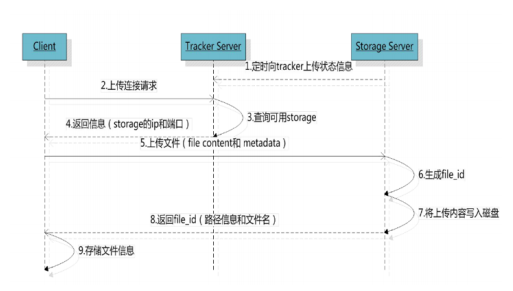 Client
Tracker Server
Storage Server
1.定时向tracker上传状态信息
2.上传连接请求
3.查询可用storage
4.返回信息（storage的ip和端口）
5.上传文件（file content和 metadata）
6.生成file_id
7.将上传内容写入磁盘
8.返回file_id（路径信息和文件名）
9.存储文件信息